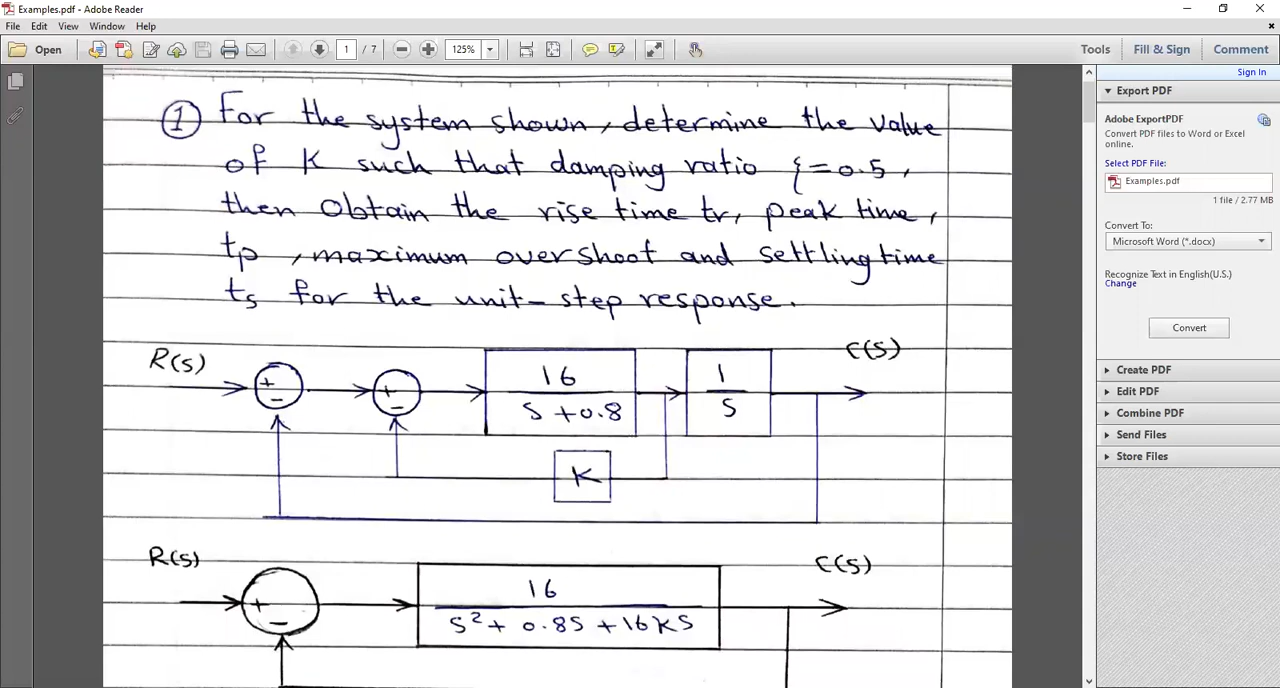 Examples.pdf - Adobe Reader
File Edit View Window Help
Open 1 / 7 125% Tools Fill & Sign Comment
Sign In
Export PDF
Adobe ExportPDF
Convert PDF files to Word or Excel
online.
Select PDF File:
Examples.pdf
1 file / 2.77 MB
Convert To:
Microsoft Word (*.docx)
Recognize Text in English(U.S.)
Change
Convert
Create PDF
Edit PDF
Combine PDF
Send Files
Store Files
1 For the system shown, determine the value
of K such that damping ratio ζ=0.5,
then obtain the rise time tr, peak time,
tp, maximum overshoot and settling time
ts for the unit-step response.
R(s) C(s)
+ - + - 16 / S+0.8 1 / S
K
R(s) C(s)
+ - 16 / S²+ 0.8S +16KS